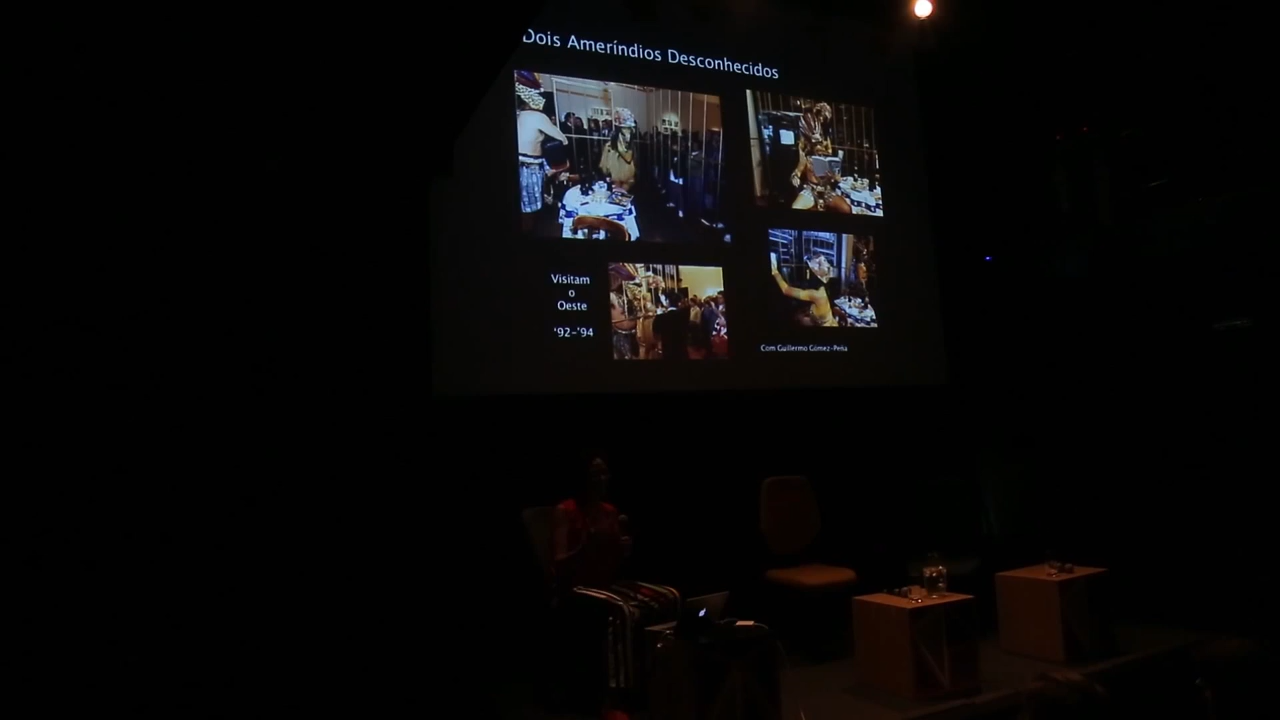 Dois Ameríndios Desconhecidos
Visitam
o
Oeste
'92-'94
Com Guillermo Gómez-Peña